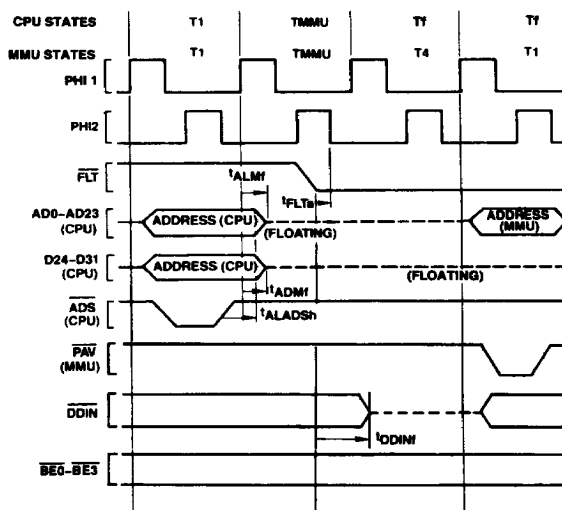 CPU STATES T1 TMMU Tf Tf
MMU STATES T1 TMMU T4 T1
PHI 1
PHI2
FLT
tALMf
tFLTs
AD0–AD23
(CPU)
ADDRESS (CPU)
(FLOATING)
ADDRESS
(MMU)
D24–D31
(CPU)
ADDRESS (CPU)
(FLOATING)
tADMf
ADS
(CPU)
tALADSh
PAV
(MMU)
DDIN
tDDINf
BE0–BE3